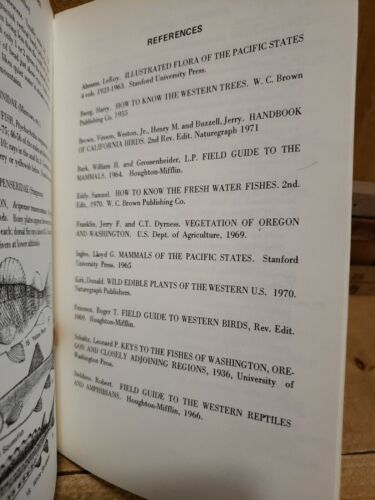 REFERENCES
Abrams, LeRoy. ILLUSTRATED FLORA OF THE PACIFIC STATES
4 vols. 1923-1963. Stanford University Press.
Harry. HOW TO KNOW THE WESTERN TREES. W. C. Brown
Publishing Co. 1955
Brown, Vinson, Weston, Jr., Henry M. and Buzzell, Jerry. HANDBOOK
OF CALIFORNIA BIRDS. 2nd Rev. Edit. Naturegraph 1971
Burk, William H. and Grossenheider, L.P. FIELD GUIDE TO THE
MAMMALS, 1964. Houghton-Mifflin.
Eddy, Samuel. HOW TO KNOW THE FRESH WATER FISHES. 2nd.
Edit., 1970. W. C. Brown Publishing Co.
Franklin, Jerry F and C.T. Dyrness. VEGETATION OF OREGON
AND WASHINGTON. U.S. Dept. of Agriculture, 1969.
Ingles, Lloyd G. MAMMALS OF THE PACIFIC STATES. Stanford
University Press. 1965
Kirk, Donald. WILD EDIBLE PLANTS OF THE WESTERN U.S. 1970.
Naturegraph Publishers.
Peterson, Roger T. FIELD GUIDE TO WESTERN BIRDS, Rev. Edit.
1969. Houghton-Mifflin.
Schultz, Leonard P. KEYS TO THE FISHES OF WASHINGTON, ORE-
GON AND CLOSELY ADJOINING REGIONS, 1936, University of
Washington Press.
Stebbins, Robert. FIELD GUIDE TO THE WESTERN REPTILES
AND AMPHIBIANS. Houghton-Mifflin, 1966.